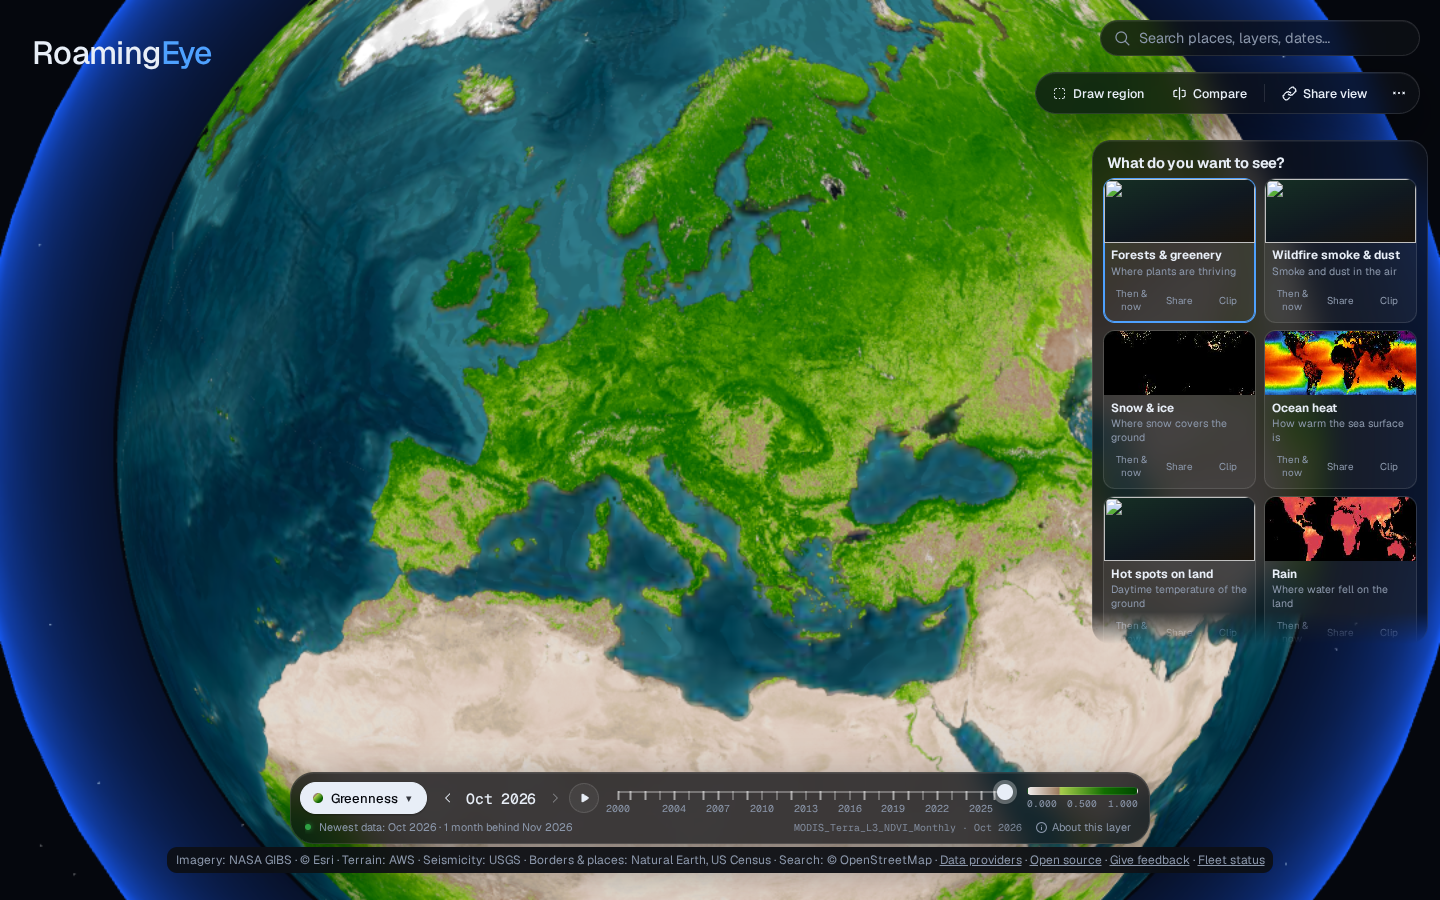 RoamingEye
Search places, layers, dates...
Draw region
Compare
Share view
What do you want to see?
Forests & greenery
Where plants are thriving
Then & now
Share
Clip
Wildfire smoke & dust
Smoke and dust in the air
Then & now
Share
Clip
Snow & ice
Where snow covers the
ground
Then & now
Share
Clip
Ocean heat
How warm the sea surface
is
Then & now
Share
Clip
Hot spots on land
Daytime temperature of the
ground
Then &
Share
Clip
Rain
Where water fell on the
land
Then &
Share
Clip
Greenness
Oct 2026
2000 2004 2007 2010 2013 2016 2019 2022 2025
0.000 0.500 1.000
Newest data: Oct 2026 · 1 month behind Nov 2026
MODIS_Terra_L3_NDVI_Monthly · Oct 2026
About this layer
Imagery: NASA GIBS · © Esri · Terrain: AWS · Seismicity: USGS · Borders & places: Natural Earth, US Census · Search: © OpenStreetMap · Data providers · Open source · Give feedback · Fleet status